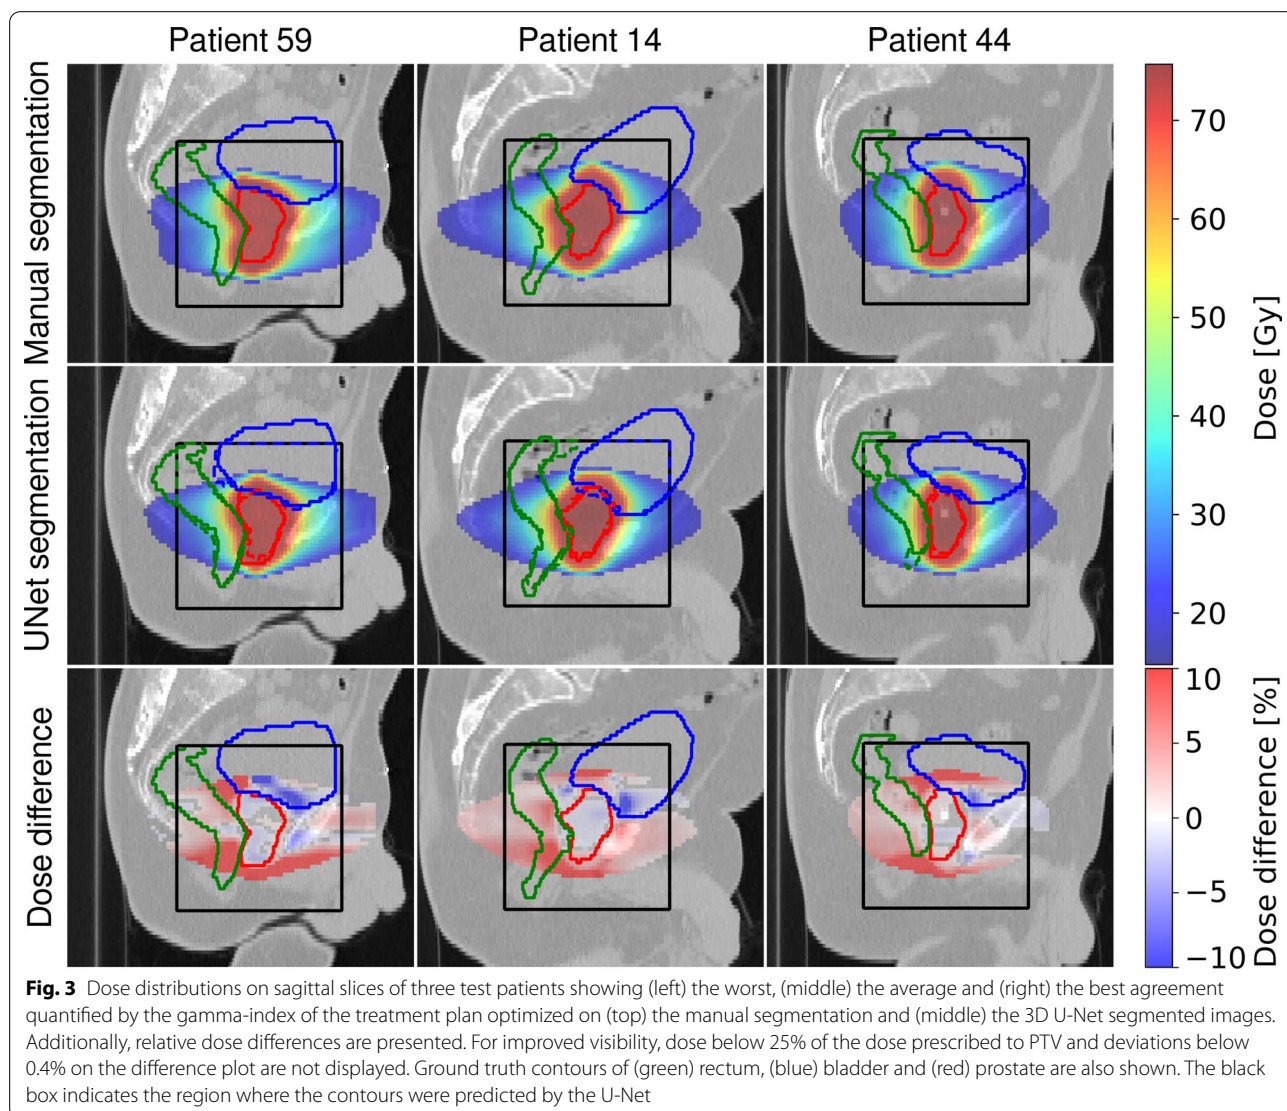 Patient 59
Patient 14
Patient 44
Manual segmentation
UNet segmentation
Dose difference
70
60
50
40
30
20
Dose [Gy]
10
5
0
−5
−10
Dose difference [%]
Fig. 3 Dose distributions on sagittal slices of three test patients showing (left) the worst, (middle) the average and (right) the best agreement
quantified by the gamma-index of the treatment plan optimized on (top) the manual segmentation and (middle) the 3D U-Net segmented images.
Additionally, relative dose differences are presented. For improved visibility, dose below 25% of the dose prescribed to PTV and deviations below
0.4% on the difference plot are not displayed. Ground truth contours of (green) rectum, (blue) bladder and (red) prostate are also shown. The black
box indicates the region where the contours were predicted by the U-Net